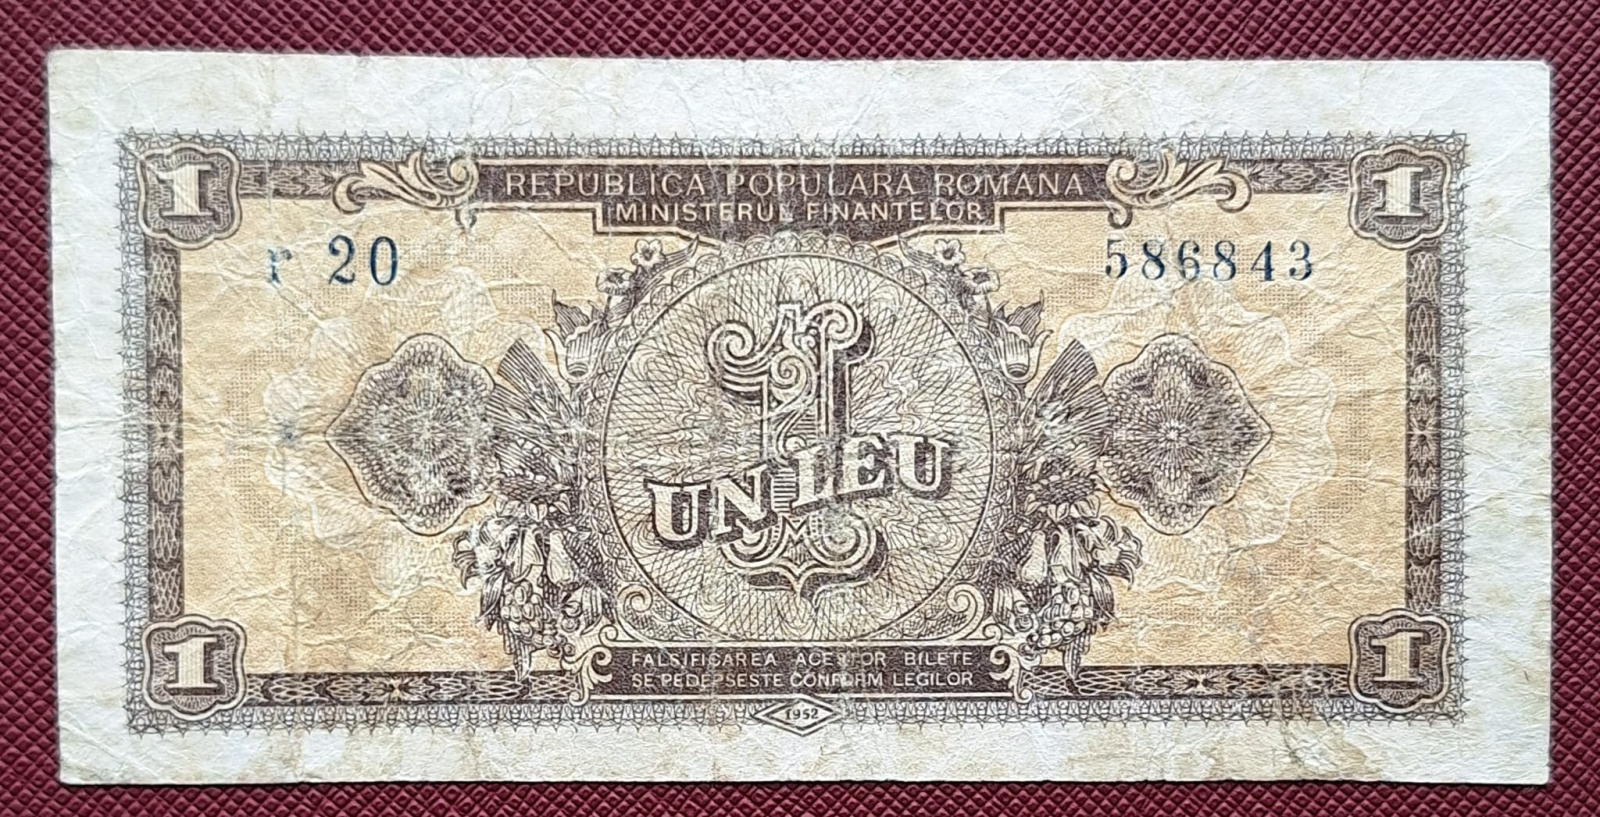 1 1
REPUBLICA POPULARA ROMANA
MINISTERUL FINANTELOR
r 20 586843
1
UN LEU
1 1
FALSIFICAREA ACESTOR BILETE
SE PEDEPSESTE CONFORM LEGILOR
1952